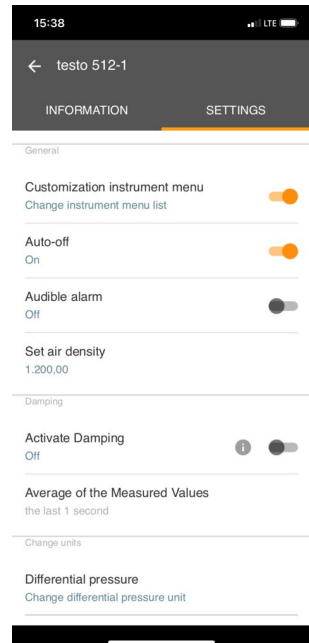 15:38
LTE
testo 512-1
INFORMATION SETTINGS
General
Customization instrument menu
Change instrument menu list
Auto-off
On
Audible alarm
Off
Set air density
1.200,00
Damping
Activate Damping
Off
i
Average of the Measured Values
the last 1 second
Change units
Differential pressure
Change differential pressure unit